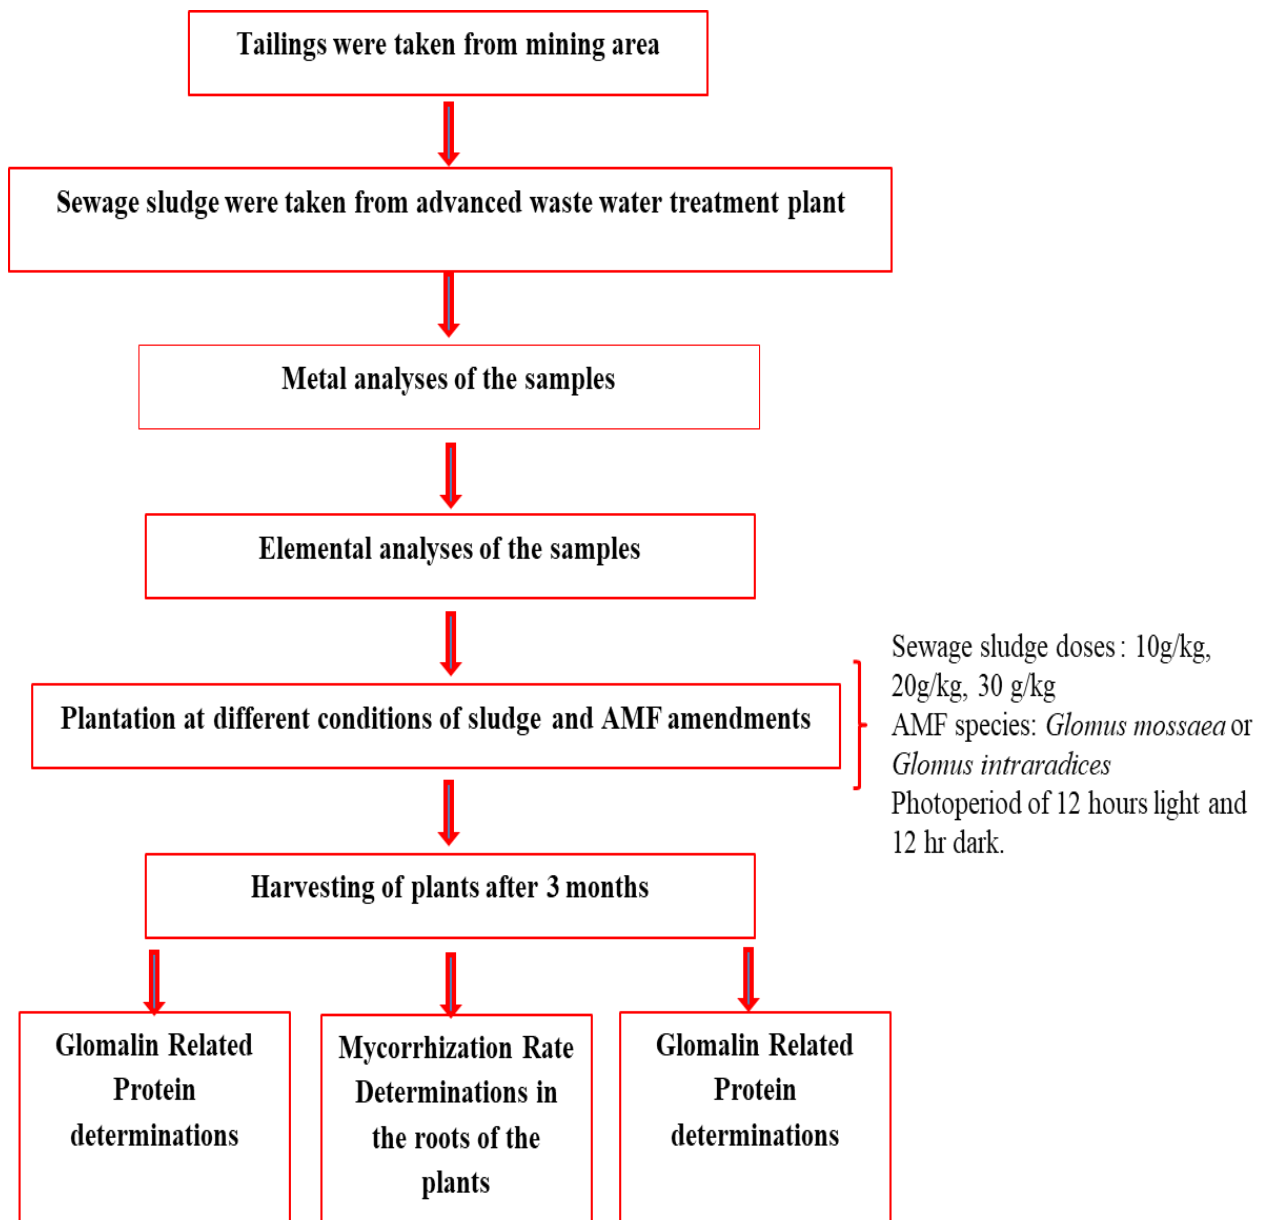 Tailings were taken from mining area
Sewage sludge were taken from advanced waste water treatment plant
Metal analyses of the samples
Elemental analyses of the samples
Plantation at different conditions of sludge and AMF amendments
Sewage sludge doses : 10g/kg,
20g/kg, 30 g/kg
AMF species: Glomus mossaea or
Glomus intraradices
Photoperiod of 12 hours light and
12 hr dark.
Harvesting of plants after 3 months
Glomalin Related
Protein
determinations
Mycorrhization Rate
Determinations in
the roots of the
plants
Glomalin Related
Protein
determinations